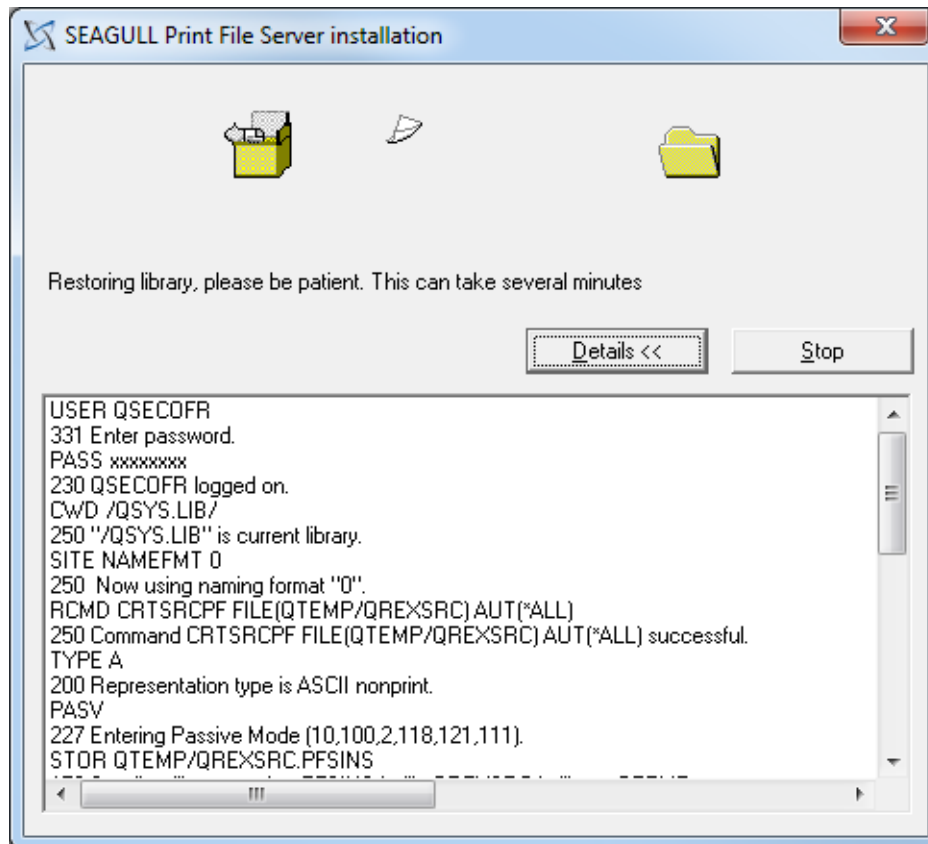 SEAGULL Print File Server installation
Restoring library, please be patient. This can take several minutes
Details <<
Stop
USER QSECOFR
331 Enter password.
PASS xxxxxxxx
230 QSECOFR logged on.
CWD /QSYS.LIB/
250 "/QSYS.LIB" is current library.
SITE NAMEFMT 0
250  Now using naming format "0".
RCMD CRTSRCPF FILE(QTEMP/QREXSRC) AUT(*ALL)
250 Command CRTSRCPF FILE(QTEMP/QREXSRC) AUT(*ALL) successful.
TYPE A
200 Representation type is ASCII nonprint.
PASV
227 Entering Passive Mode (10,100,2,118,121,111).
STOR QTEMP/QREXSRC.PFSINS